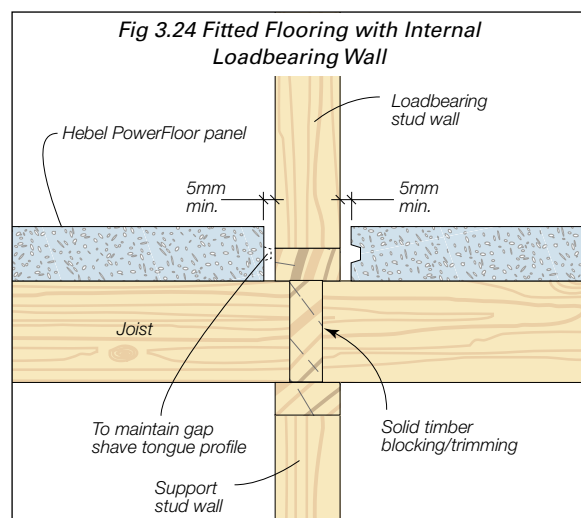 Fig 3.24 Fitted Flooring with Internal
Loadbearing Wall
Loadbearing
stud wall
Hebel PowerFloor panel
5mm
min.
5mm
min.
Joist
To maintain gap
shave tongue profile
Solid timber
blocking/trimming
Support
stud wall